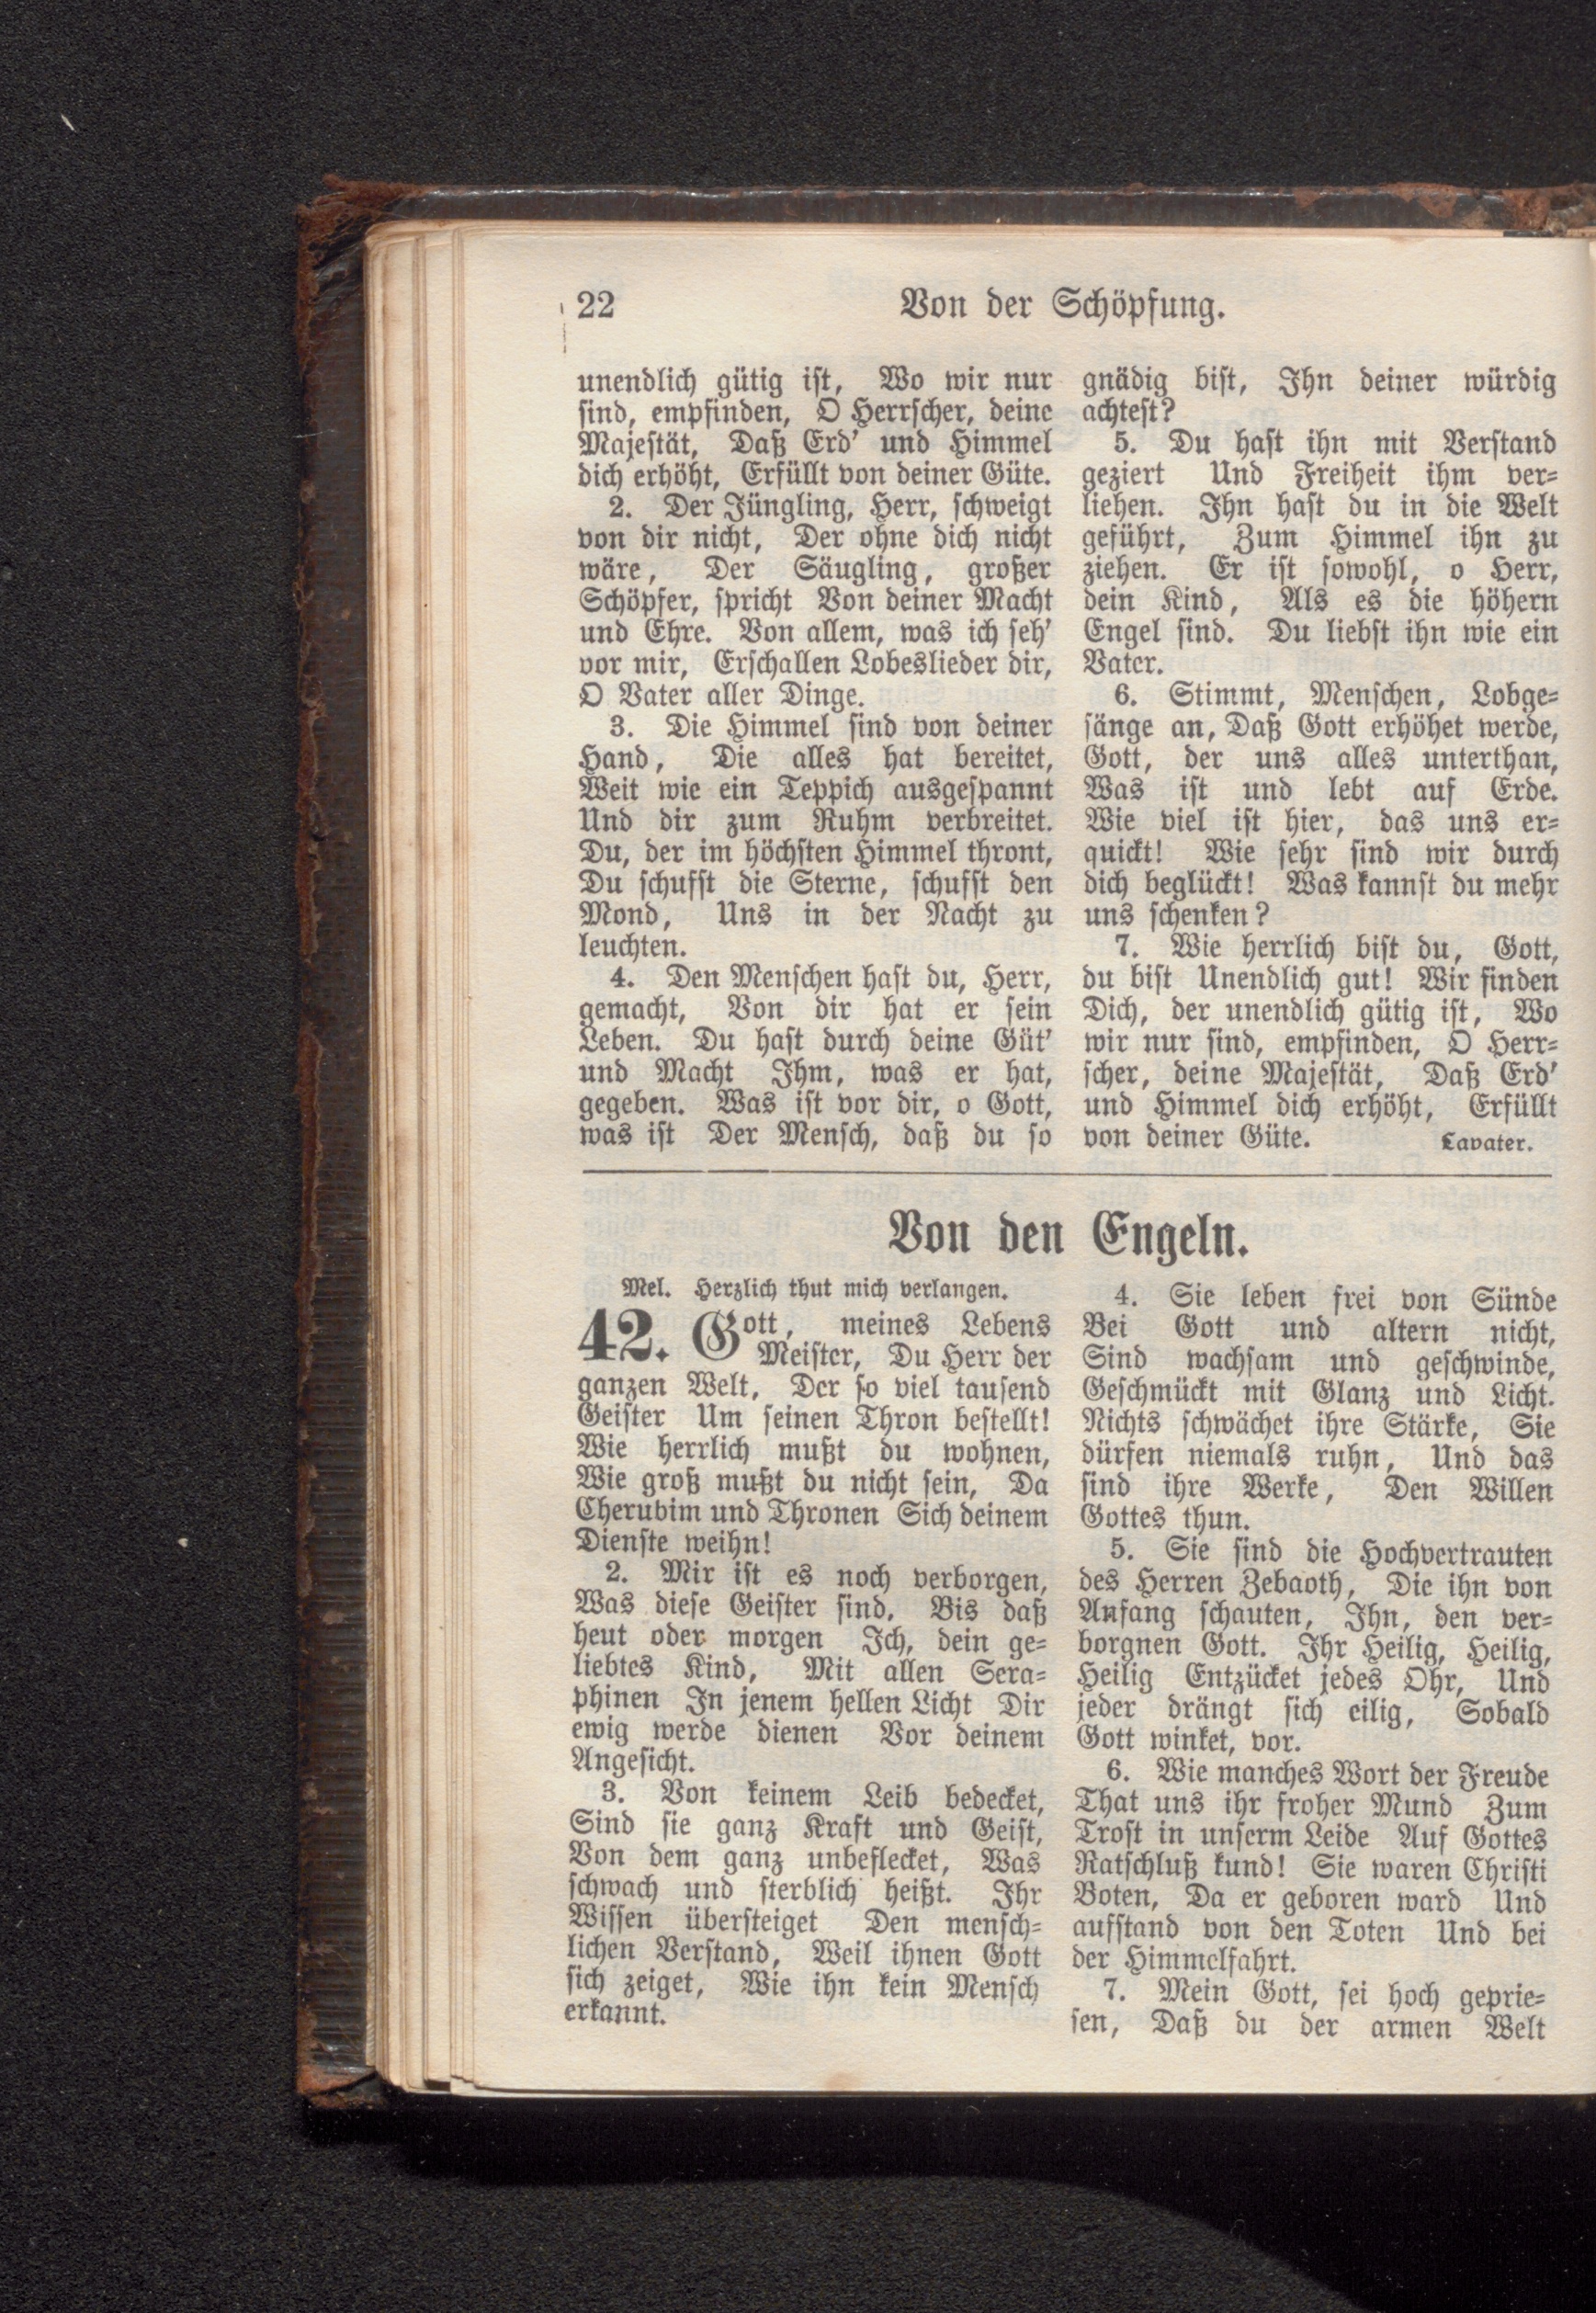 22 Von der Schöpfung.
unendlich gütig ist, Wo wir nur
sind, empfinden, O Herrscher, deine
Majestät, Daß Erd' und Himmel
dich erhöht, Erfüllt von deiner Güte.
2. Der Jüngling, Herr, schweigt
von dir nicht, Der ohne dich nicht
wäre, Der Säugling, großer
Schöpfer, spricht Von deiner Macht
und Ehre. Von allem, was ich seh'
vor mir, Erschallen Lobeslieder dir,
O Vater aller Dinge.
3. Die Himmel sind von deiner
Hand, Die alles hat bereitet,
Weit wie ein Teppich ausgespannt
Und dir zum Ruhm verbreitet.
Du, der im höchsten Himmel thront,
Du schufst die Sterne, schufst den
Mond, Uns in der Nacht zu
leuchten.
4. Den Menschen hast du, Herr,
gemacht, Von dir hat er sein
Leben. Du hast durch deine Güt'
und Macht Ihm, was er hat,
gegeben. Was ist vor dir, o Gott,
was ist Der Mensch, daß du so
gnädig bist, Ihn deiner würdig
achtest?
5. Du hast ihn mit Verstand
geziert Und Freiheit ihm ver=
liehen. Ihn hast du in die Welt
geführt, Zum Himmel ihn zu
ziehen. Er ist sowohl, o Herr,
dein Kind, Als es die höhern
Engel sind. Du liebst ihn wie ein
Vater.
6. Stimmt, Menschen, Lobge=
sänge an, Daß Gott erhöhet werde,
Gott, der uns alles unterthan,
Was ist und lebt auf Erde.
Wie viel ist hier, das uns er=
quickt! Wie sehr sind wir durch
dich beglückt! Was kannst du mehr
uns schenken?
7. Wie herrlich bist du, Gott,
du bist Unendlich gut! Wir finden
Dich, der unendlich gütig ist, Wo
wir nur sind, empfinden, O Herr=
scher, deine Majestät, Daß Erd'
und Himmel dich erhöht, Erfüllt
von deiner Güte. Lavater.
Von den Engeln.
Mel. Herzlich thut mich verlangen.
42. Gott, meines Lebens
Meister, Du Herr der
ganzen Welt, Der so viel tausend
Geister Um seinen Thron bestellt!
Wie herrlich mußt du wohnen,
Wie groß mußt du nicht sein, Da
Cherubim und Thronen Sich deinem
Dienste weihn!
2. Mir ist es noch verborgen,
Was diese Geister sind, Bis daß
heut oder morgen Ich, dein ge=
liebtes Kind, Mit allen Sera=
phinen In jenem hellen Licht Dir
ewig werde dienen Vor deinem
Angesicht.
3. Von keinem Leib bedecket,
Sind sie ganz Kraft und Geist,
Von dem ganz unbeflecket, Was
schwach und sterblich heißt. Ihr
Wissen übersteiget Den mensch=
lichen Verstand, Weil ihnen Gott
sich zeiget, Wie ihn kein Mensch
erkannt.
4. Sie leben frei von Sünde
Bei Gott und altern nicht,
Sind wachsam und geschwinde,
Geschmückt mit Glanz und Licht.
Nichts schwächet ihre Stärke, Sie
dürfen niemals ruhn, Und das
sind ihre Werke, Den Willen
Gottes thun.
5. Sie sind die Hochvertrauten
des Herren Zebaoth, Die ihn von
Anfang schauten, Ihn, den ver=
borgnen Gott. Ihr Heilig, Heilig,
Heilig Entzücket jedes Ohr, Und
jeder drängt sich eilig, Sobald
Gott winket, vor.
6. Wie manches Wort der Freude
That uns ihr froher Mund Zum
Trost in unserm Leide Auf Gottes
Ratschluß kund! Sie waren Christi
Boten, Da er geboren ward Und
aufstand von den Toten Und bei
der Himmelfahrt.
7. Mein Gott, sei hoch geprie=
sen, Daß du der armen Welt